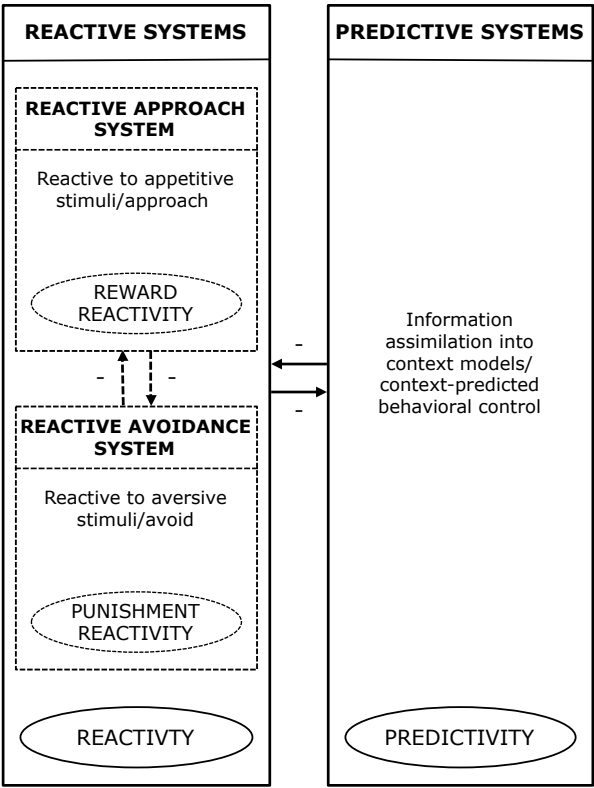 REACTIVE SYSTEMS
REACTIVE APPROACH
SYSTEM
Reactive to appetitive
stimuli/approach
REWARD
REACTIVITY
-
-
REACTIVE AVOIDANCE
SYSTEM
Reactive to aversive
stimuli/avoid
PUNISHMENT
REACTIVITY
REACTIVTY
-
-
PREDICTIVE SYSTEMS
Information
assimilation into
context models/
context-predicted
behavioral control
PREDICTIVITY